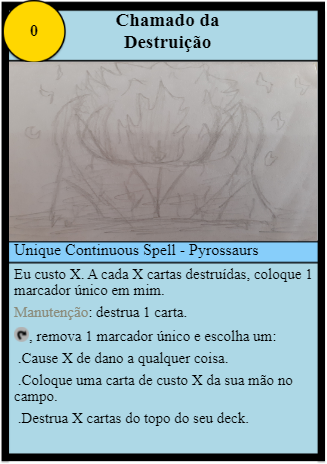 0
Chamado da
Destruição
Unique Continuous Spell - Pyrossaurs
Eu custo X. A cada X cartas destruídas, coloque 1
marcador único em mim.
Manutenção: destrua 1 carta.
, remova 1 marcador único e escolha um:
.Cause X de dano a qualquer coisa.
.Coloque uma carta de custo X da sua mão no
campo.
.Destrua X cartas do topo do seu deck.